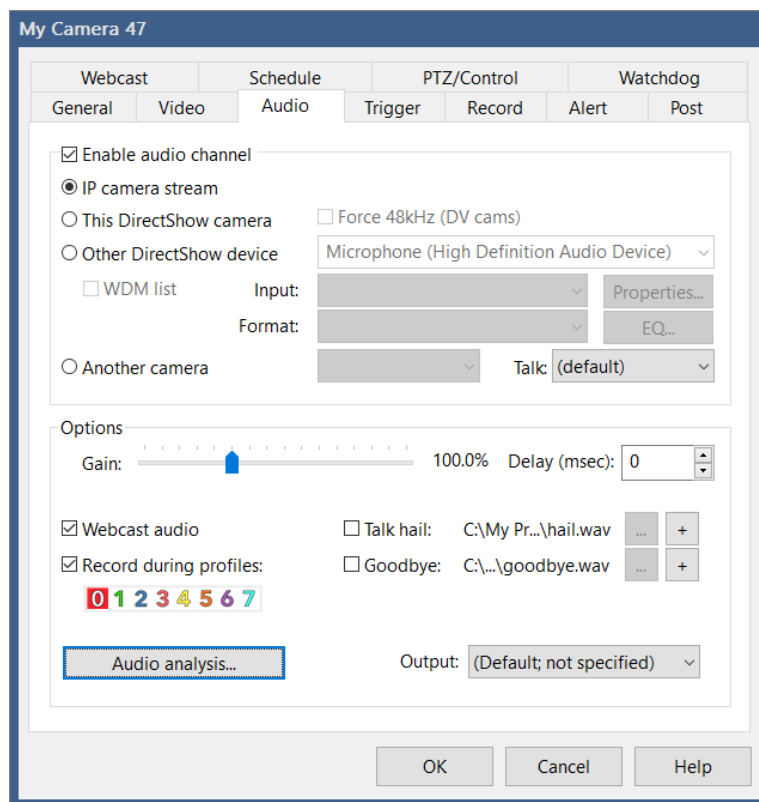 My Camera 47
Webcast Schedule PTZ/Control Watchdog
General Video Audio Trigger Record Alert Post
Enable audio channel
IP camera stream
This DirectShow camera Force 48kHz (DV cams)
Other DirectShow device Microphone (High Definition Audio Device)
WDM list Input: Properties...
Format: EQ...
Another camera Talk: (default)
Options
Gain: 100.0% Delay (msec): 0
Webcast audio Talk hail: C:\My Pr...\hail.wav ... +
Record during profiles: Goodbye: C:\...\goodbye.wav ... +
0 1 2 3 4 5 6 7
Audio analysis... Output: (Default; not specified)
OK Cancel Help